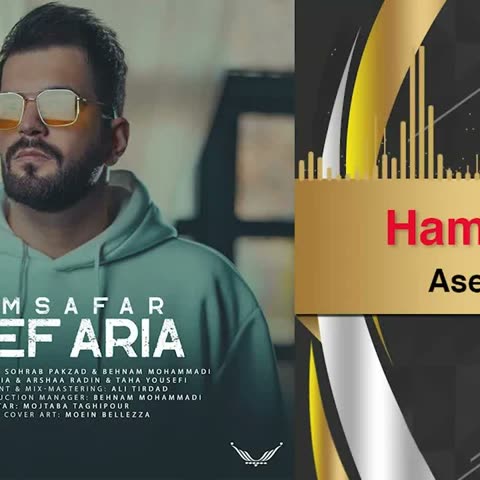 MSAFAR
EF ARIA
SOHRAB PAKZAD & BEHNAM MOHAMMADI
IA & ARSHAA RADIN & TAHA YOUSEFI
NT & MIX-MASTERING: ALI TIRDAD
UCTION MANAGER: BEHNAM MOHAMMADI
TAR: MOJTABA TAGHIPOUR
COVER ART: MOEIN BELLEZZA
Ham
Ase